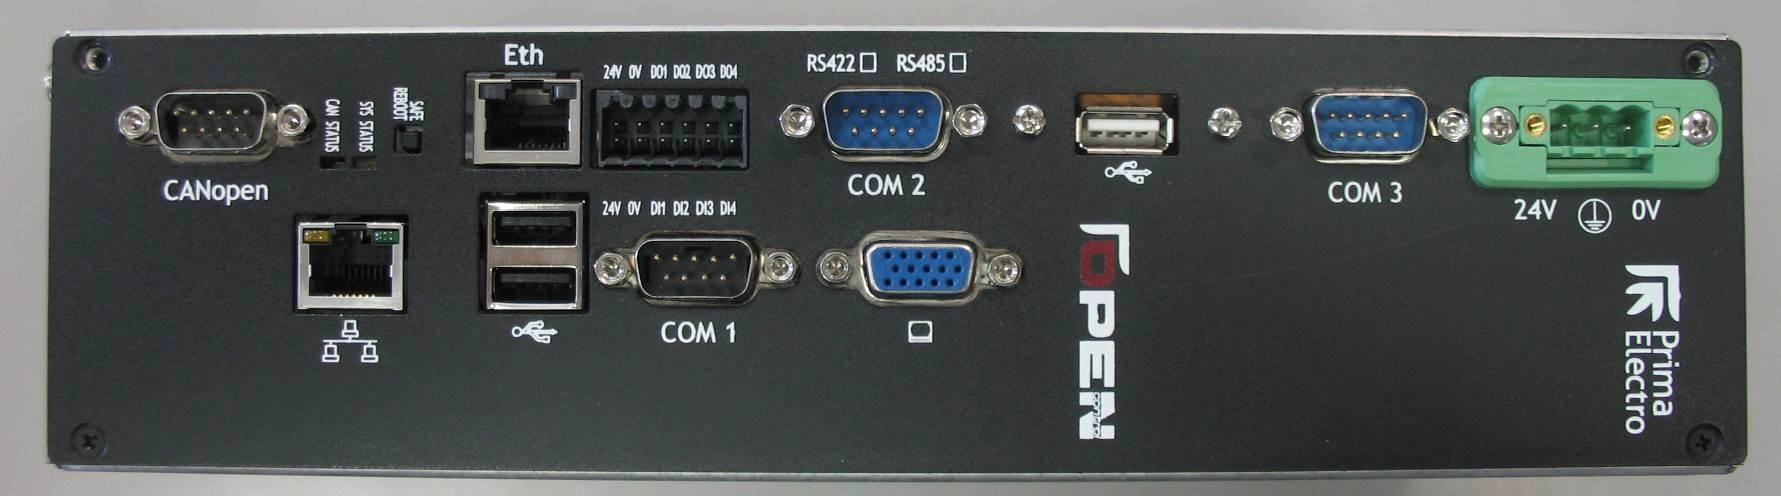 Eth
RS422 RS485
24V 0V DO1 DO2 DO3 DO4
SAFE
REBOOT
SYS STATUS
CAN STATUS
CANopen
COM 2
COM 3
24V 0V
24V 0V DI1 DI2 DI3 DI4
COM 1
OPEN
control
Prima
Electro